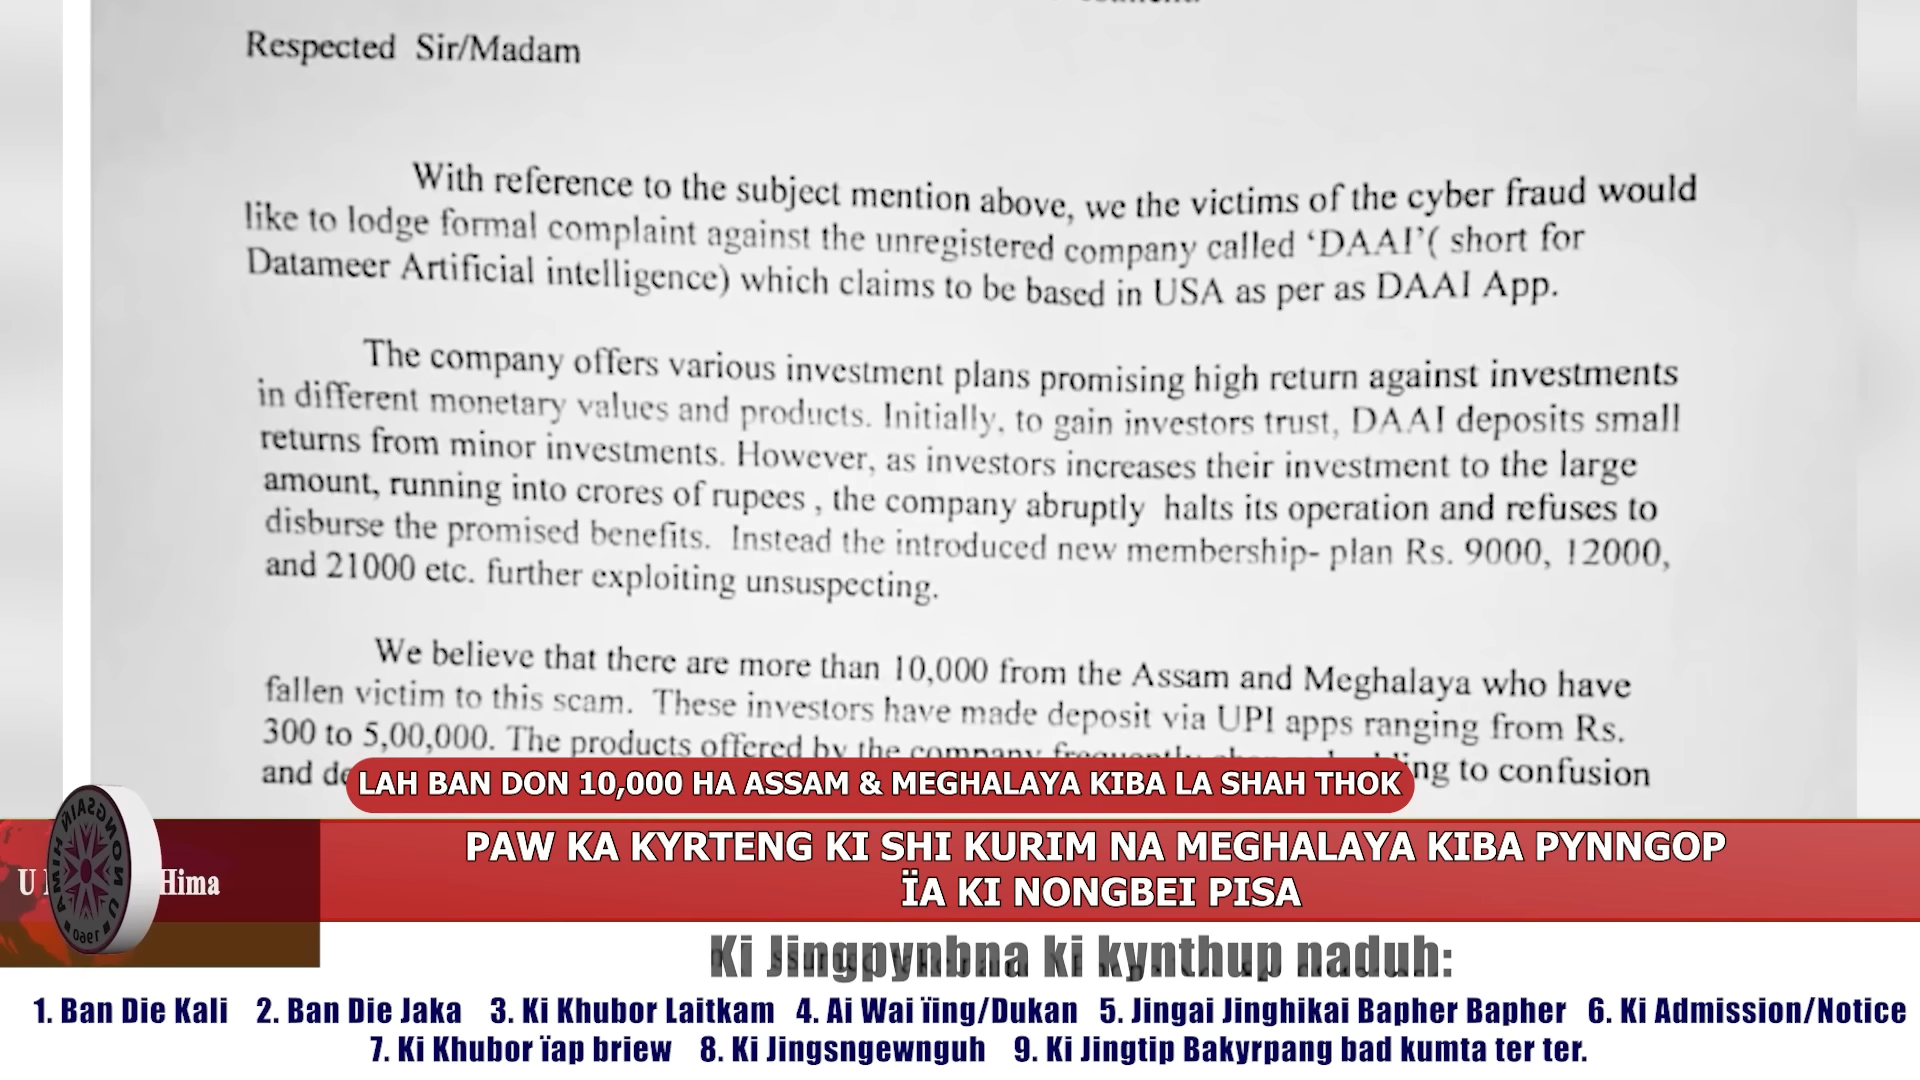 Respected Sir/Madam
With reference to the subject mention above, we the victims of the cyber fraud would
like to lodge formal complaint against the unregistered company called ‘DAAI’( short for
Datameer Artificial intelligence) which claims to be based in USA as per as DAAI App.
The company offers various investment plans promising high return against investments
in different monetary values and products. Initially, to gain investors trust, DAAI deposits small
returns from minor investments. However, as investors increases their investment to the large
amount, running into crores of rupees , the company abruptly halts its operation and refuses to
disburse the promised benefits. Instead the introduced new membership- plan Rs. 9000, 12000,
and 21000 etc. further exploiting unsuspecting.
We believe that there are more than 10,000 from the Assam and Meghalaya who have
fallen victim to this scam. These investors have made deposit via UPI apps ranging from Rs.
300 to 5,00,000. The products offered by the company frequently
and to confusion
LAH BAN DON 10,000 HA ASSAM & MEGHALAYA KIBA LA SHAH THOK
PAW KA KYRTENG KI SHI KURIM NA MEGHALAYA KIBA PYNNGOP
ÏA KI NONGBEI PISA
U Hima
Ki Jingpynbna ki kynthup naduh:
1. Ban Die Kali 2. Ban Die Jaka 3. Ki Khubor Laitkam 4. Ai Wai ïing/Dukan 5. Jingai Jinghikai Bapher Bapher 6. Ki Admission/Notice
7. Ki Khubor ïap briew 8. Ki Jingsngewnguh 9. Ki Jingtip Bakyrpang bad kumta ter ter.